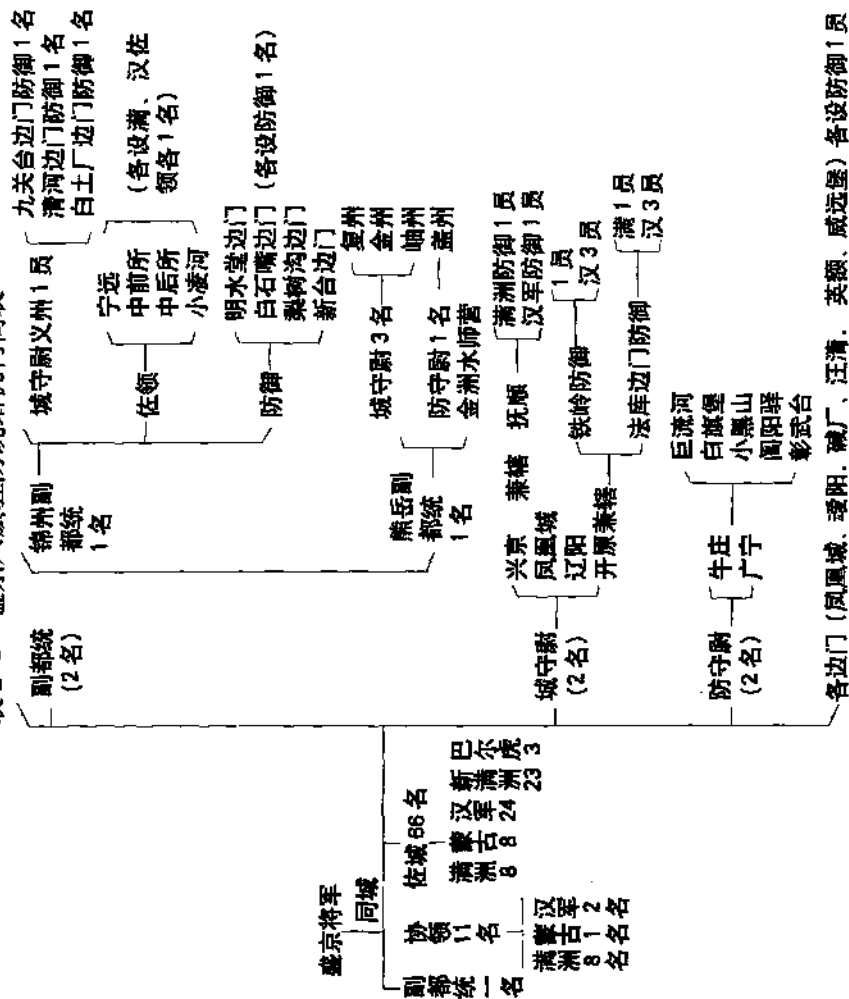 九关台边门防御1名
清河边门防御1名
白土厂边门防御1名
城守尉义州1员
宁远
中前所
中后所
小凌河
(各设满、汉佐
领各1名)
佐领
明水堂边门
白石嘴边门
梨树沟边门
新台边门
(各设防御1名)
防御
锦州副
都统
1名
复州
金州
岫州
盖州
城守尉3名
防守尉1名
金洲水师营
熊岳副
都统
1名
副都统
(2名)
兴京
凤凰城
辽阳
开原兼辖
兼辖
抚顺
满洲防御1员
汉军防御1员
铁岭防御
1员
汉3员
法库边门防御
满1员
汉3员
城守尉
(2名)
巨流河
白旗堡
小黑山
闾阳驿
彰武台
牛庄
广宁
防守尉
(2名)
各边门(凤凰城、叆阳、碱厂、汪清、英额、威远堡)各设防御1员
盛京将军
同城
副都统一名
协领11名
满洲8名
蒙古1名
汉军2名
佐城66名
满洲8
蒙古8
汉军24
新满洲23
巴尔虎3